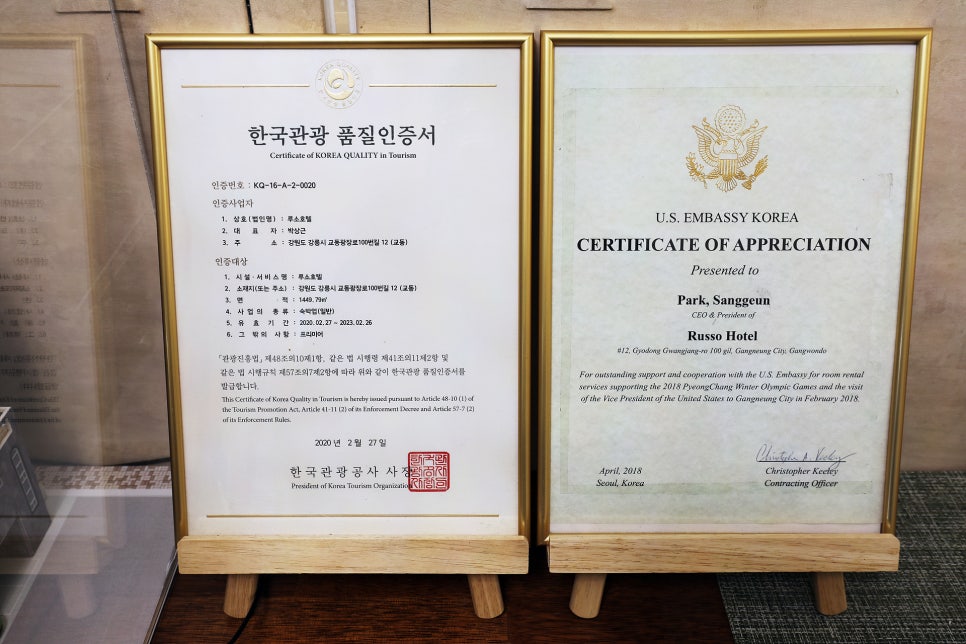 KOREA QUALITY
한국관광 품질인증서
Certificate of KOREA QUALITY in Tourism
인증번호 : KQ-16-A-2-0020
인증사업자
1. 상호(법인명) : 루소호텔
2. 대 표 자 : 박상근
3. 주 소 : 강원도 강릉시 교동광장로100번길 12 (교동)
인증대상
1. 시설·서비스명 : 루소호텔
2. 소재지(또는 주소) : 강원도 강릉시 교동광장로100번길 12 (교동)
3. 면 적 : 1449.79㎡
4. 사업의 종류 : 숙박업(일반)
5. 유 효 기 간 : 2020. 02. 27 ~ 2023. 02. 26
6. 그 밖의 사항 : 프리미어
「관광진흥법」 제48조의10제1항, 같은 법 시행령 제41조의11제2항 및
같은 법 시행규칙 제57조의7제2항에 따라 위와 같이 한국관광 품질인증서를
발급합니다.
This Certificate of Korea Quality in Tourism is hereby issued pursuant to Article 48-10 (1) of
the Tourism Promotion Act, Article 41-11 (2) of its Enforcement Decree and Article 57-7 (2)
of its Enforcement Rules.
2020 년 2 월 27 일
한국관광공사 사장
President of Korea Tourism Organization
U.S. EMBASSY KOREA
CERTIFICATE OF APPRECIATION
Presented to
Park, Sanggeun
CEO & President of
Russo Hotel
#12, Gyodong Gwangjang-ro 100 gil, Gangneung City, Gangwondo
For outstanding support and cooperation with the U.S. Embassy for room rental
services supporting the 2018 PyeongChang Winter Olympic Games and the visit
of the Vice President of the United States to Gangneung City in February 2018.
April, 2018
Seoul, Korea
Christopher A. Keeley
Christopher Keeley
Contracting Officer